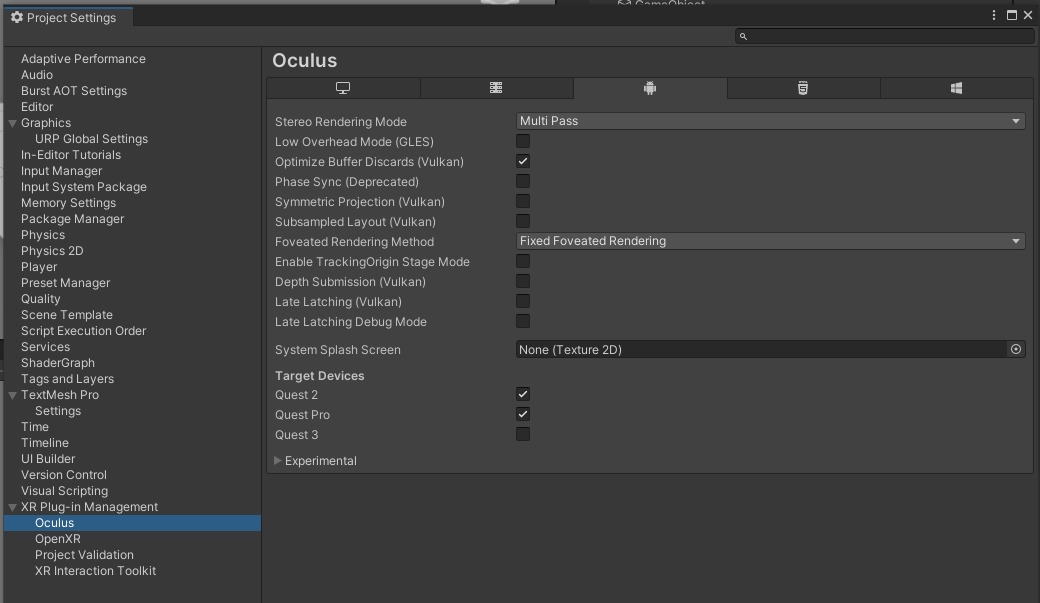 GameObject
Project Settings
Adaptive Performance
Audio
Burst AOT Settings
Editor
Graphics
URP Global Settings
In-Editor Tutorials
Input Manager
Input System Package
Memory Settings
Package Manager
Physics
Physics 2D
Player
Preset Manager
Quality
Scene Template
Script Execution Order
Services
ShaderGraph
Tags and Layers
TextMesh Pro
Settings
Time
Timeline
UI Builder
Version Control
Visual Scripting
XR Plug-in Management
Oculus
OpenXR
Project Validation
XR Interaction Toolkit
Oculus
Stereo Rendering Mode Multi Pass
Low Overhead Mode (GLES)
Optimize Buffer Discards (Vulkan)
Phase Sync (Deprecated)
Symmetric Projection (Vulkan)
Subsampled Layout (Vulkan)
Foveated Rendering Method Fixed Foveated Rendering
Enable TrackingOrigin Stage Mode
Depth Submission (Vulkan)
Late Latching (Vulkan)
Late Latching Debug Mode
System Splash Screen None (Texture 2D)
Target Devices
Quest 2
Quest Pro
Quest 3
Experimental